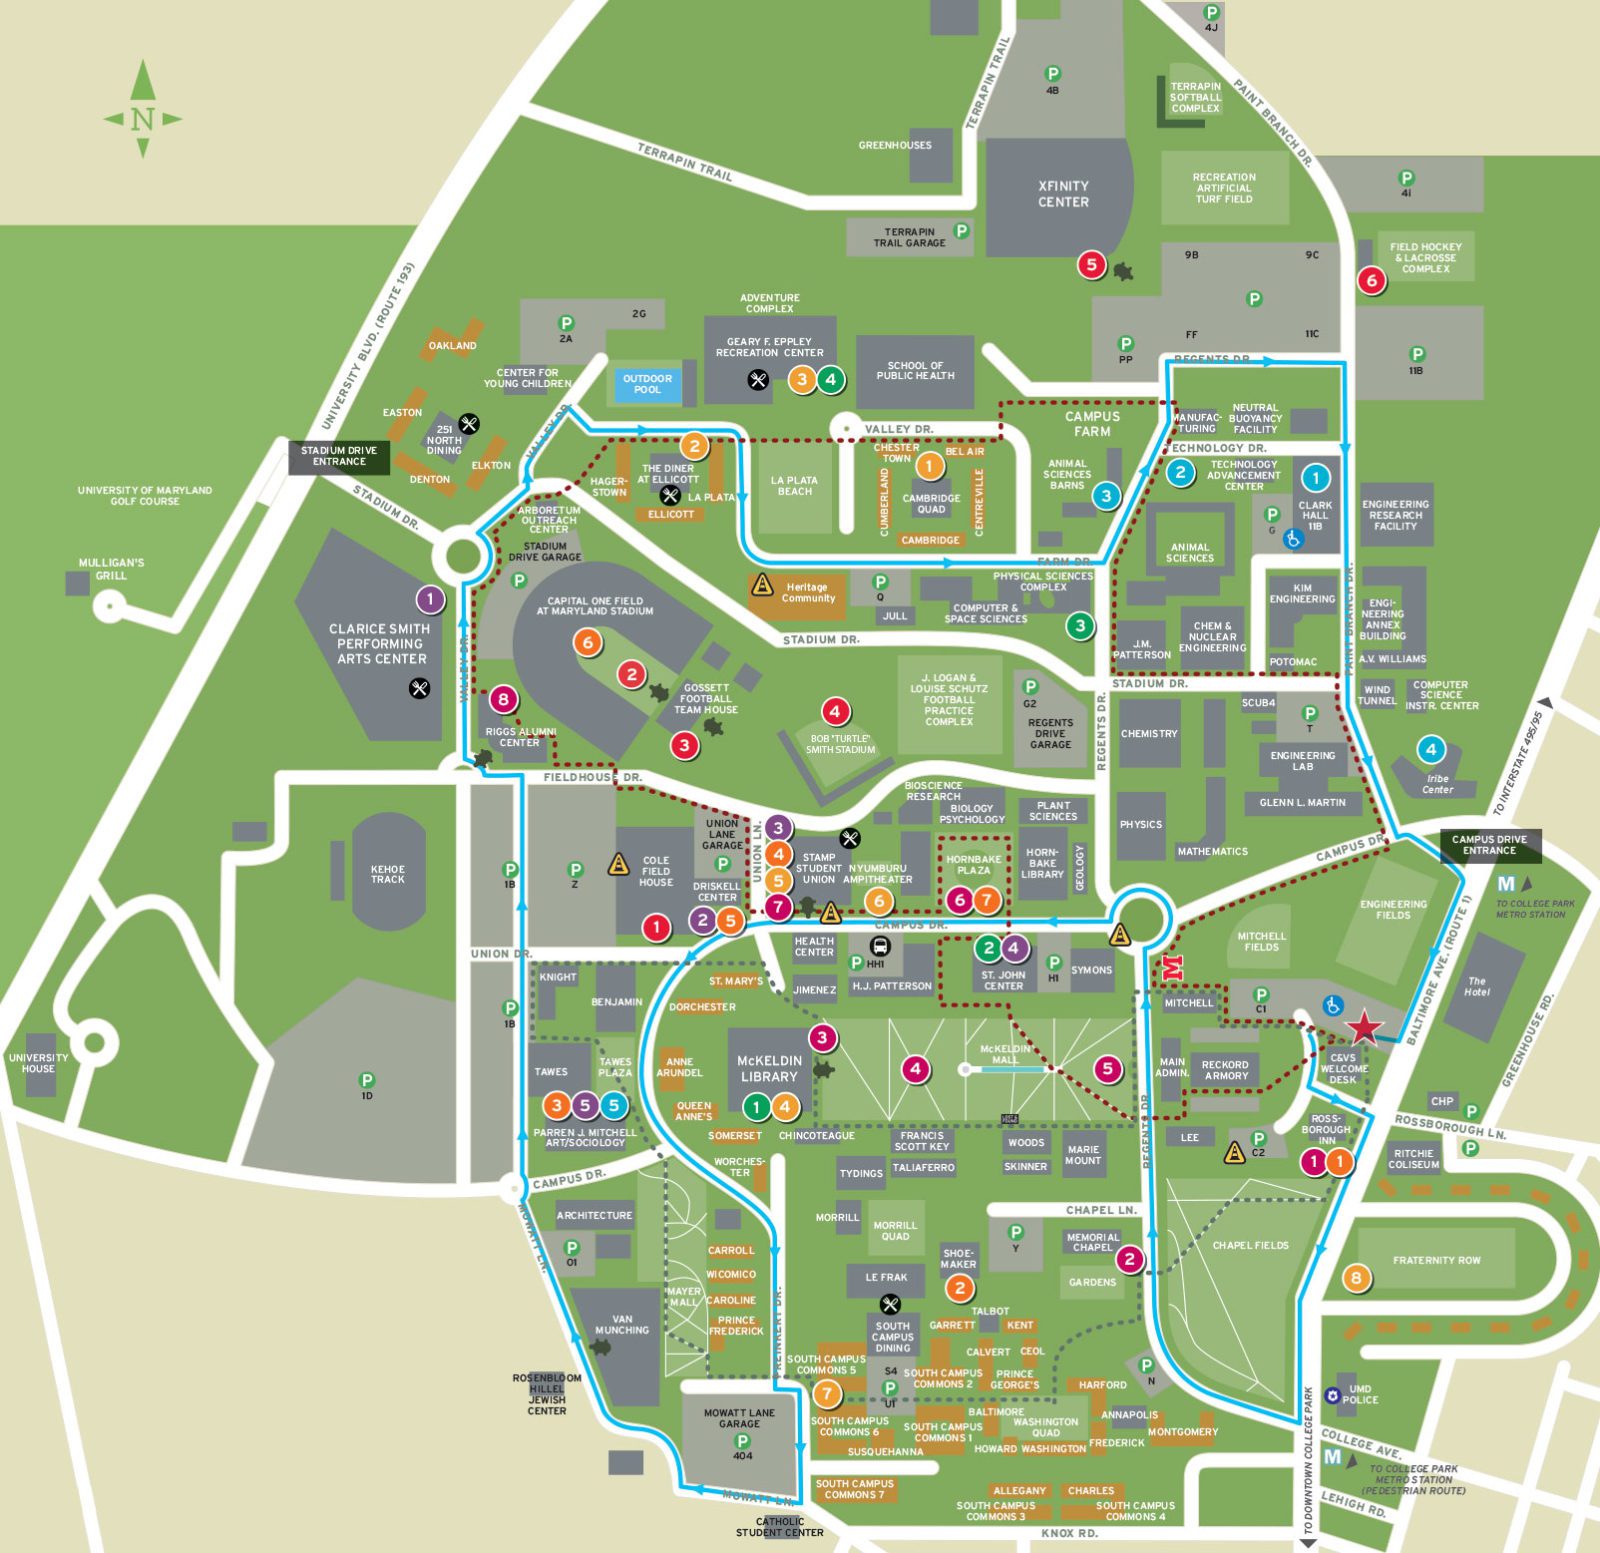 N
P
4J
TERRAPIN
SOFTBALL
COMPLEX
PAINT BRANCH DR.
TERRAPIN TRAIL
P
4B
GREENHOUSES
TERRAPIN TRAIL
XFINITY
CENTER
RECREATION
ARTIFICIAL
TURF FIELD
P
4I
TERRAPIN
TRAIL GARAGE
P
5
9B
9C
P
FF
11C
FIELD HOCKEY
& LACROSSE
COMPLEX
6
P
PP
P
11B
UNIVERSITY BLVD. (ROUTE 193)
OAKLAND
P
2A
2G
ADVENTURE
COMPLEX
GEARY F. EPPLEY
RECREATION CENTER
3
4
SCHOOL OF
PUBLIC HEALTH
CENTER FOR
YOUNG CHILDREN
OUTDOOR
POOL
REGENTS DR.
EASTON
251
NORTH
DINING
ELKTON
DENTON
VALLEY DR.
STADIUM DRIVE
ENTRANCE
STADIUM DR.
UNIVERSITY OF MARYLAND
GOLF COURSE
MULLIGAN'S
GRILL
2
HAGER-
STOWN
THE DINER
AT ELLICOTT
LA PLATA
ELLICOTT
LA PLATA
BEACH
VALLEY DR.
CHESTER
TOWN
BEL AIR
1
CUMBERLAND
CAMBRIDGE
QUAD
CENTREVILLE
CAMBRIDGE
CAMPUS
FARM
ANIMAL
SCIENCES
BARNS
3
MANUFAC-
TURING
NEUTRAL
BUOYANCY
FACILITY
TECHNOLOGY DR.
2
TECHNOLOGY
ADVANCEMENT
CENTER
1
CLARK
HALL
11B
P
G
ENGINEERING
RESEARCH
FACILITY
ARBORETUM
OUTREACH
CENTER
STADIUM
DRIVE GARAGE
P
CAPITAL ONE FIELD
AT MARYLAND STADIUM
6
2
1
CLARICE SMITH
PERFORMING
ARTS CENTER
VALLEY DR.
8
RIGGS ALUMNI
CENTER
GOSSETT
FOOTBALL
TEAM HOUSE
3
FARM DR.
Heritage
Community
P
Q
JULL
COMPUTER &
SPACE SCIENCES
PHYSICAL SCIENCES
COMPLEX
3
STADIUM DR.
ANIMAL
SCIENCES
J.M.
PATTERSON
CHEM &
NUCLEAR
ENGINEERING
KIM
ENGINEERING
POTOMAC
PAINT BRANCH DR.
ENGI-
NEERING
ANNEX
BUILDING
A.V. WILLIAMS
STADIUM DR.
WIND
TUNNEL
COMPUTER
SCIENCE
INSTR. CENTER
4
Iribe
Center
TO INTERSTATE 495/95
4
BOB "TURTLE"
SMITH STADIUM
J. LOGAN &
LOUISE SCHUTZ
FOOTBALL
PRACTICE
COMPLEX
P
G2
REGENTS
DRIVE
GARAGE
REGENTS DR.
CHEMISTRY
SCUB4
P
T
ENGINEERING
LAB
GLENN L. MARTIN
PHYSICS
MATHEMATICS
CAMPUS DR.
CAMPUS DRIVE
ENTRANCE
M
TO COLLEGE PARK
METRO STATION
FIELDHOUSE DR.
KEHOE
TRACK
P
1B
P
Z
COLE
FIELD
HOUSE
UNION
LANE
GARAGE
P
DRISKELL
CENTER
UNION LN.
3
4
5
7
STAMP
STUDENT
UNION
NYUMBURU
AMPITHEATER
6
BIOSCIENCE
RESEARCH
BIOLOGY
PSYCHOLOGY
PLANT
SCIENCES
HORNBAKE
PLAZA
6
7
HORN-
BAKE
LIBRARY
GEOLOGY
1
2
5
CAMPUS DR.
UNION DR.
HEALTH
CENTER
P
HH1
H.J. PATTERSON
JIMENEZ
2
4
ST. JOHN
CENTER
P
H1
SYMONS
M
MITCHELL
MITCHELL
FIELDS
ENGINEERING
FIELDS
BALTIMORE AVE. (ROUTE 1)
The
Hotel
GREENHOUSE RD.
P
C1
KNIGHT
BENJAMIN
ST. MARY'S
DORCHESTER
P
1B
UNIVERSITY
HOUSE
P
1D
TAWES
TAWES
PLAZA
3
5
5
PARREN J. MITCHELL
ART/SOCIOLOGY
ANNE
ARUNDEL
QUEEN
ANNE'S
McKELDIN
LIBRARY
1
4
3
SOMERSET
CHINCOTEAGUE
4
McKELDIN
MALL
5
MAIN
ADMIN.
RECKORD
ARMORY
C&VS
WELCOME
DESK
REGENTS DR.
LEE
P
C2
ROSS-
BOROUGH
INN
1
1
CHP
P
ROSSBOROUGH LN.
P
RITCHIE
COLISEUM
FRANCIS
SCOTT KEY
WOODS
MARIE
MOUNT
TYDINGS
TALIAFERRO
SKINNER
WORCHES-
TER
CAMPUS DR.
ARCHITECTURE
P
O1
MOWATT LN.
MORRILL
MORRILL
QUAD
CHAPEL LN.
P
Y
MEMORIAL
CHAPEL
2
GARDENS
CHAPEL FIELDS
FRATERNITY ROW
8
CARROLL
WICOMICO
CAROLINE
PRINCE
FREDERICK
MAYER
MALL
PREINKERT DR.
VAN
MUNCHING
LE FRAK
SHOE-
MAKER
2
SOUTH
CAMPUS
DINING
TALBOT
GARRETT
KENT
CALVERT
CEOL
PRINCE
GEORGE'S
SOUTH CAMPUS
COMMONS 5
7
S4
P
U1
SOUTH CAMPUS
COMMONS 2
HARFORD
P
N
UMD
POLICE
ROSENBLOOM
HILLEL
JEWISH
CENTER
MOWATT LANE
GARAGE
P
404
SOUTH CAMPUS
COMMONS 6
SUSQUEHANNA
SOUTH CAMPUS
COMMONS 1
BALTIMORE
WASHINGTON
QUAD
HOWARD
WASHINGTON
ANNAPOLIS
FREDERICK
MONTGOMERY
COLLEGE AVE.
M
TO COLLEGE PARK
METRO STATION
(PEDESTRIAN ROUTE)
MOWATT LN.
SOUTH CAMPUS
COMMONS 7
ALLEGANY
CHARLES
SOUTH CAMPUS
COMMONS 3
SOUTH CAMPUS
COMMONS 4
LEHIGH RD.
CATHOLIC
STUDENT CENTER
KNOX RD.
TO DOWNTOWN COLLEGE PARK